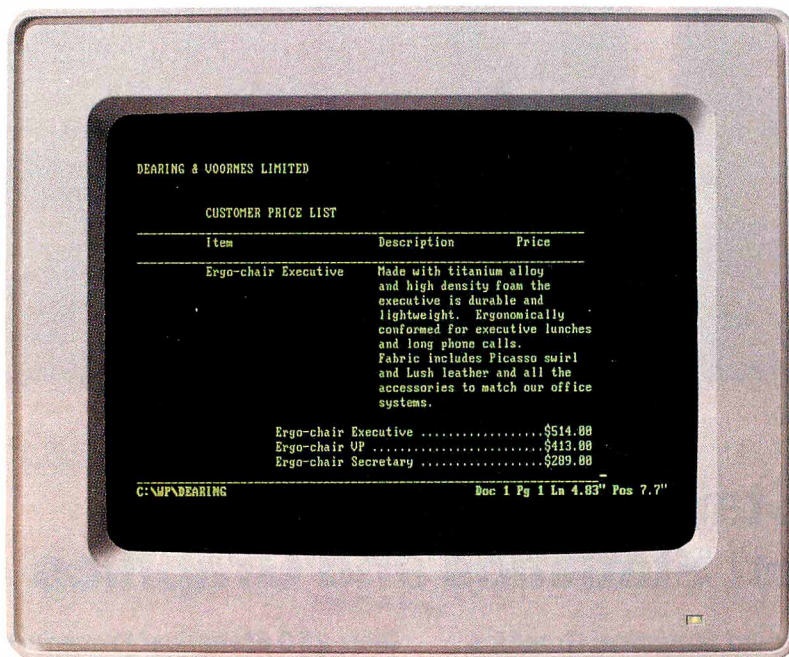 DEARING & VOORNES LIMITED
CUSTOMER PRICE LIST
Item Description Price
Ergo-chair Executive Made with titanium alloy
and high density foam the
executive is durable and
lightweight. Ergonomically
conformed for executive lunches
and long phone calls.
Fabric includes Picasso swirl
and Lush leather and all the
accessories to match our office
systems.
Ergo-chair Executive ..................$514.00
Ergo-chair VP .........................$413.00
Ergo-chair Secretary ..................$209.00
C:\WP\DEARING Doc 1 Pg 1 Ln 4.83" Pos 7.7"